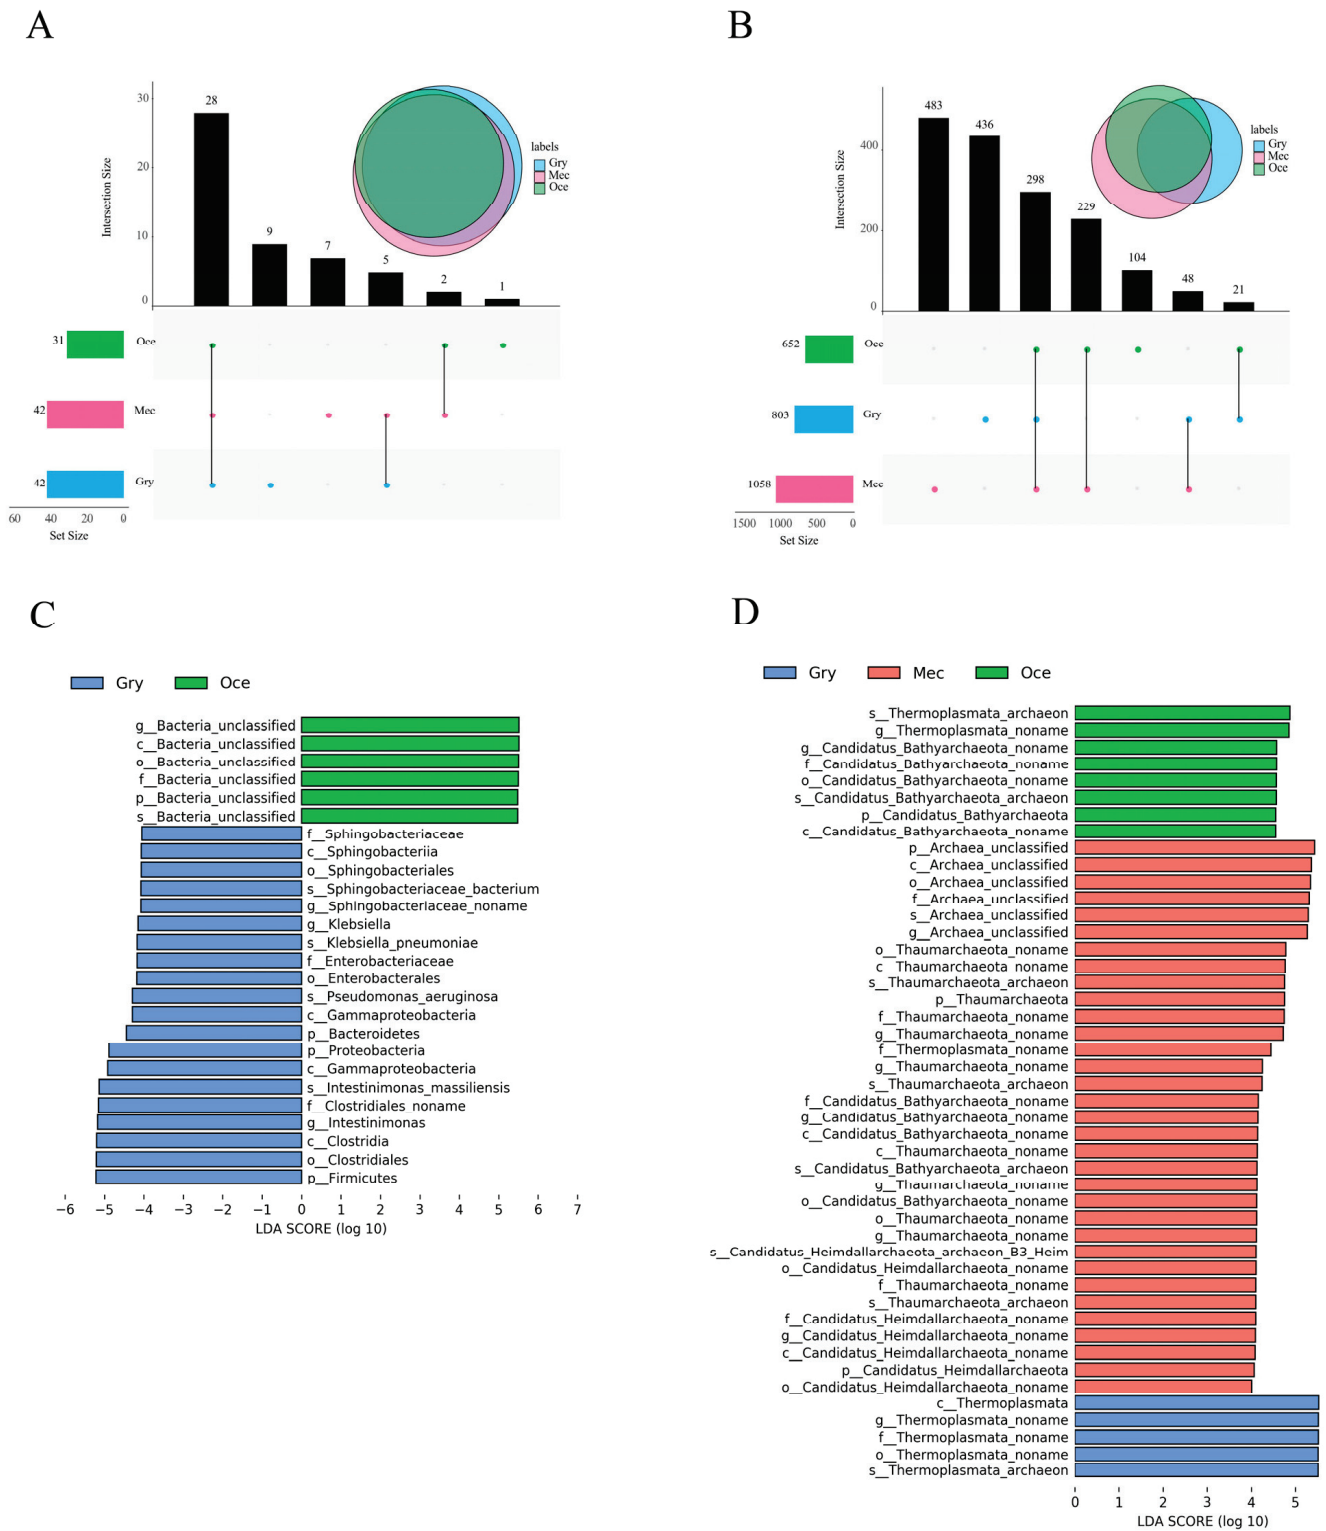 A
30
20
10
0
Intersection Size
28
9
7
5
2
1
labels
Gry
Mec
Oce
31
Oce
42
Mec
42
Gry
60 40 20 0
Set Size
B
400
200
0
Intersection Size
483
436
298
229
104
48
21
labels
Gry
Mec
Oce
652
Oce
803
Gry
1058
Mec
1500 1000 500 0
Set Size
C
Gry Oce
g__Bacteria_unclassified
c__Bacteria_unclassified
o__Bacteria_unclassified
f__Bacteria_unclassified
p__Bacteria_unclassified
s__Bacteria_unclassified
f__Sphingobacteriaceae
c__Sphingobacteriia
o__Sphingobacteriales
s__Sphingobacteriaceae_bacterium
g__Sphingobacteriaceae_noname
g__Klebsiella
s__Klebsiella_pneumoniae
f__Enterobacteriaceae
o__Enterobacterales
s__Pseudomonas_aeruginosa
c__Gammaproteobacteria
p__Bacteroidetes
p__Proteobacteria
c__Gammaproteobacteria
s__Intestinimonas_massiliensis
f__Clostridiales_noname
g__Intestinimonas
c__Clostridia
o__Clostridiales
p__Firmicutes
−6 −5 −4 −3 −2 −1 0 1 2 3 4 5 6 7
LDA SCORE (log 10)
D
Gry Mec Oce
s__Thermoplasmata_archaeon
g__Thermoplasmata_noname
g__Candidatus_Bathyarchaeota_noname
f__Candidatus_Bathyarchaeota_noname
o__Candidatus_Bathyarchaeota_noname
s__Candidatus_Bathyarchaeota_archaeon
p__Candidatus_Bathyarchaeota
c__Candidatus_Bathyarchaeota_noname
p__Archaea_unclassified
c__Archaea_unclassified
o__Archaea_unclassified
f__Archaea_unclassified
s__Archaea_unclassified
g__Archaea_unclassified
o__Thaumarchaeota_noname
c__Thaumarchaeota_noname
s__Thaumarchaeota_archaeon
p__Thaumarchaeota
f__Thaumarchaeota_noname
g__Thaumarchaeota_noname
f__Thermoplasmata_noname
g__Thaumarchaeota_noname
s__Thaumarchaeota_archaeon
f__Candidatus_Bathyarchaeota_noname
g__Candidatus_Bathyarchaeota_noname
c__Candidatus_Bathyarchaeota_noname
c__Thaumarchaeota_noname
s__Candidatus_Bathyarchaeota_archaeon
g__Thaumarchaeota_noname
o__Candidatus_Bathyarchaeota_noname
o__Thaumarchaeota_noname
g__Thaumarchaeota_noname
s__Candidatus_Heimdallarchaeota_archaeon_B3_Heim
o__Candidatus_Heimdallarchaeota_noname
f__Thaumarchaeota_noname
s__Thaumarchaeota_archaeon
f__Candidatus_Heimdallarchaeota_noname
g__Candidatus_Heimdallarchaeota_noname
c__Candidatus_Heimdallarchaeota_noname
p__Candidatus_Heimdallarchaeota
o__Candidatus_Heimdallarchaeota_noname
c__Thermoplasmata
g__Thermoplasmata_noname
f__Thermoplasmata_noname
o__Thermoplasmata_noname
s__Thermoplasmata_archaeon
0 1 2 3 4 5
LDA SCORE (log 10)